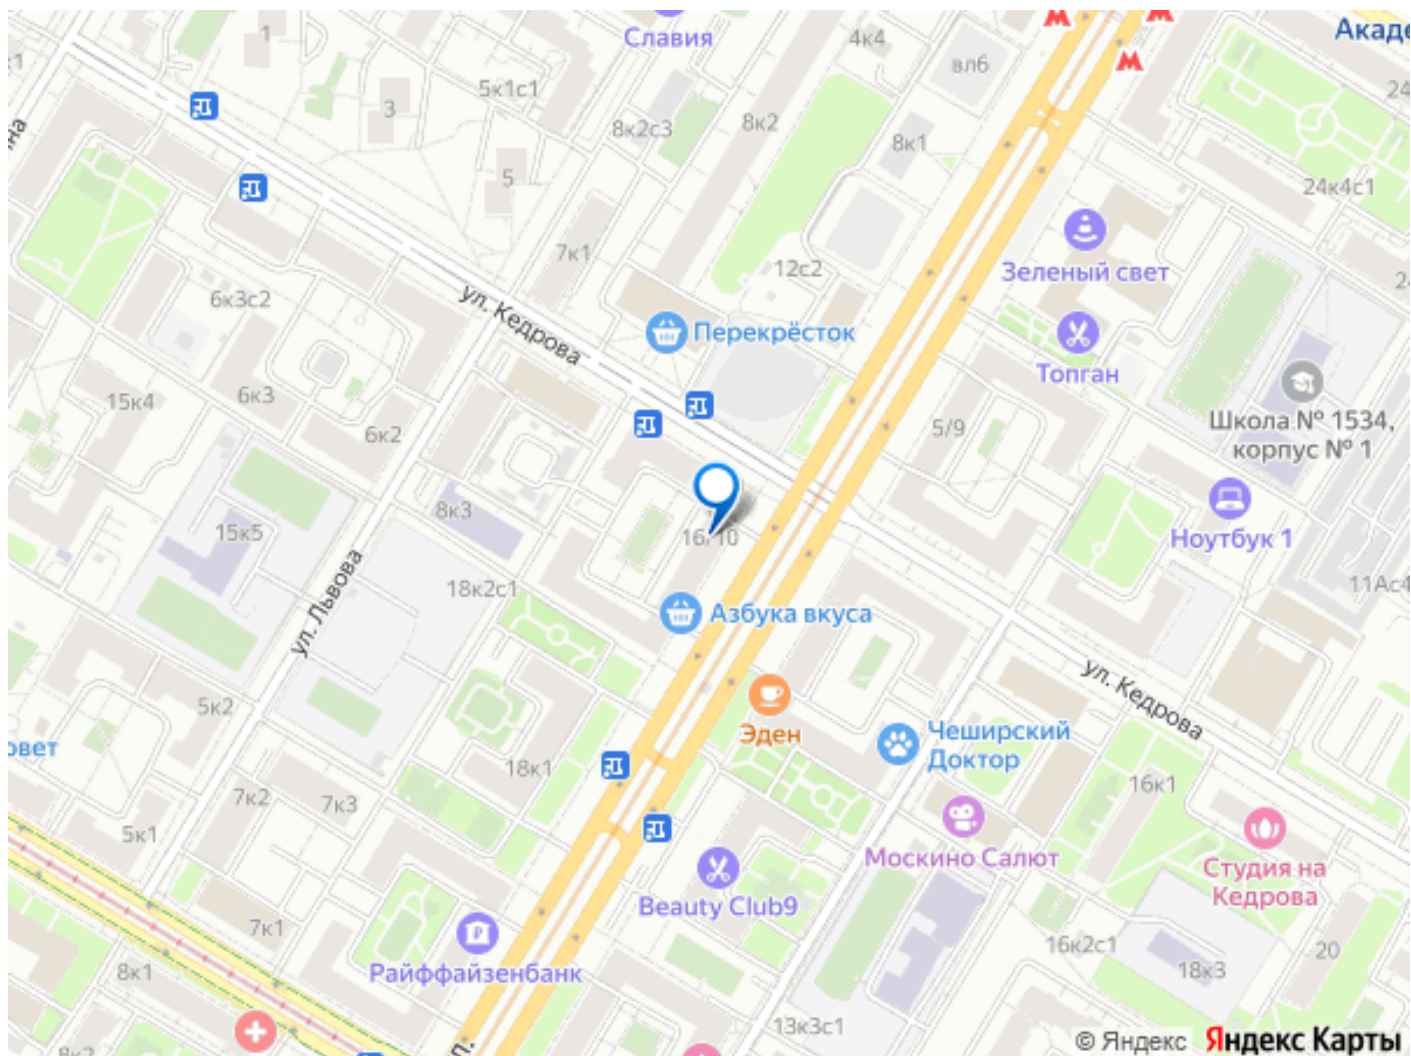 Славия
4к4
Акаде
1
вл6
5к1с1
24
3
8к2с3
8к2
8к1
5
24к4с1
7к1
12с2
Зеленый свет
6к3с2
ул. Кедрова
Перекрёсток
Топган
6к3
15к4
Школа № 1534,
корпус № 1
6к2
5/9
8к3
15к5
16/10
Ноутбук 1
ул. Львова
18к2с1
11Ас4
Азбука вкуса
ул. Кедрова
5к2
Эден
Чеширский
Доктор
овет
18к1
7к2
7к3
16к1
5к1
Москино Салют
Студия на
Кедрова
Beauty Club9
7к1
16к2с1
20
8к1
Райффайзенбанк
18к3
13к3с1
© Яндекс Яндекс Карты